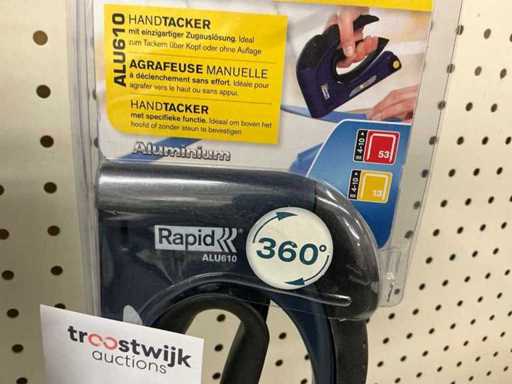 ALU610
HANDTACKER
mit einzigartiger Zugauslösung. Ideal
zum Tackern über Kopf oder ohne Auflage
AGRAFEUSE MANUELLE
à déclenchement sans effort. Idéale pour
agrafer vers le haut ou sans appui.
HANDTACKER
met specifieke functie. Ideaal om boven het
hoofd of zonder steun te bevestigen
Aluminium
4-10
53
4-10
13
Rapid
ALU610
360°
troostwijk
auctions